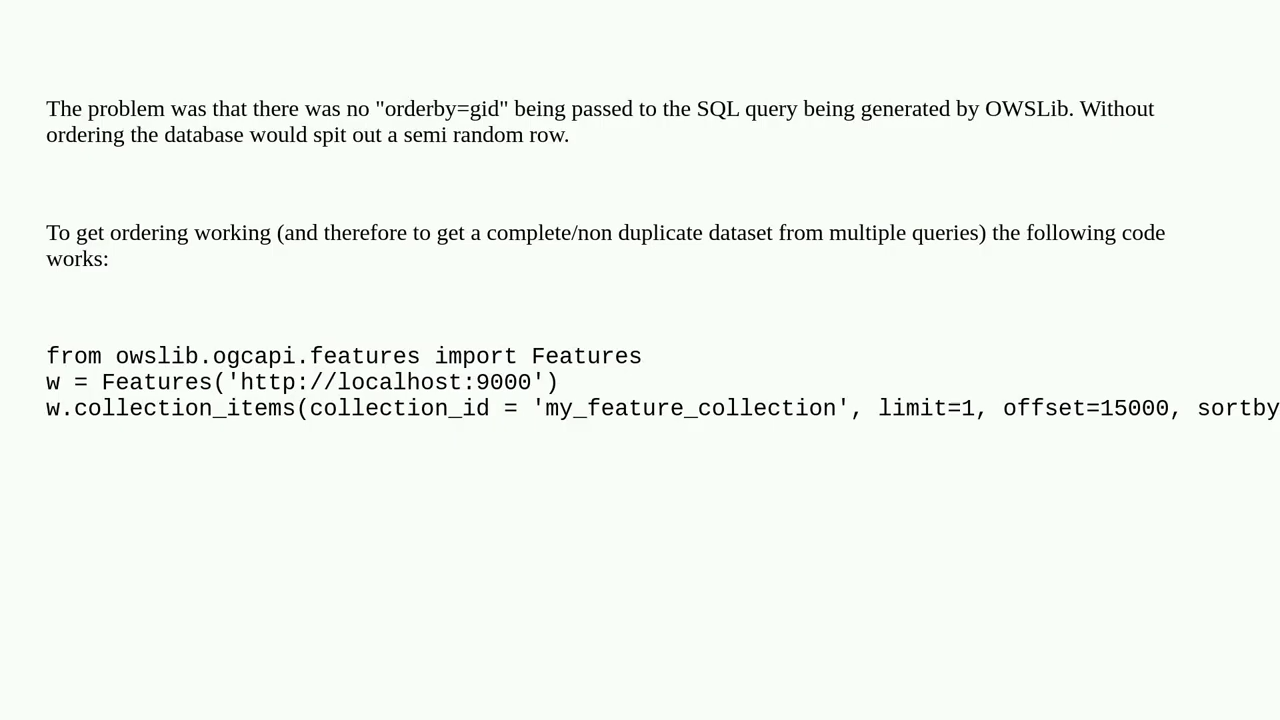 The problem was that there was no "orderby=gid" being passed to the SQL query being generated by OWSLib. Without
ordering the database would spit out a semi random row.
To get ordering working (and therefore to get a complete/non duplicate dataset from multiple queries) the following code
works:
from owslib.ogcapi.features import Features
w = Features('http://localhost:9000')
w.collection_items(collection_id = 'my_feature_collection', limit=1, offset=15000, sortby